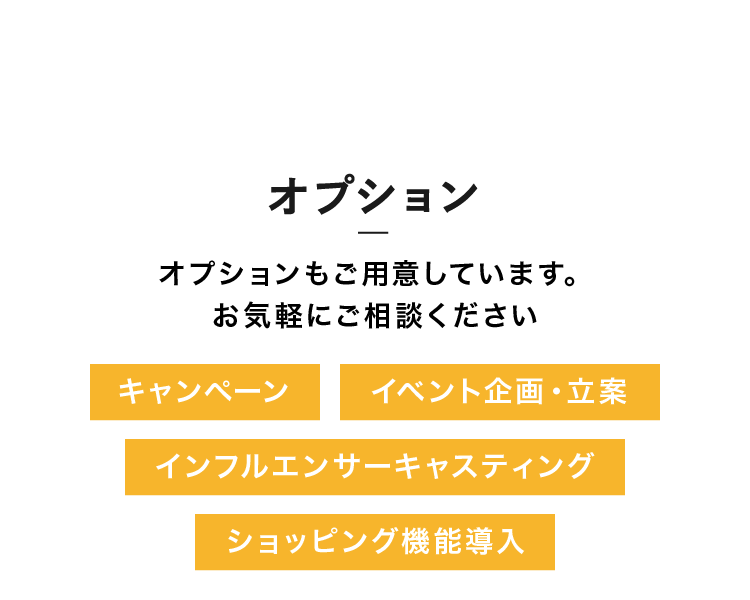 オプション
オプションもご用意しています。
お気軽にご相談ください
キャンペーン
イベント企画・立案
インフルエンサーキャスティング
ショッピング機能導入